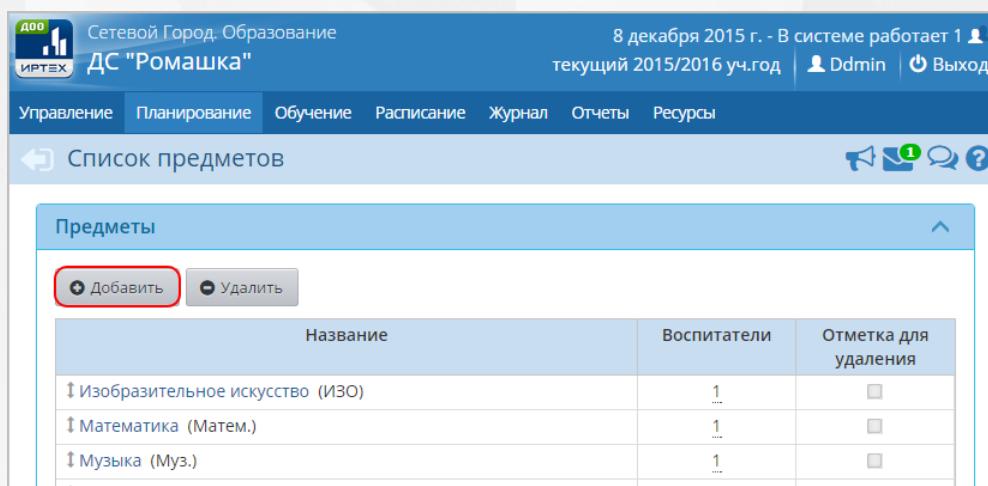 ДОО
ИРТЕХ
Сетевой Город. Образование
ДС "Ромашка"
8 декабря 2015 г. - В системе работает 1
текущий 2015/2016 уч.год Ddmin Выход
Управление Планирование Обучение Расписание Журнал Отчеты Ресурсы
Список предметов 1
Предметы
Добавить Удалить
Название Воспитатели Отметка для
удаления
Изобразительное искусство (ИЗО) 1
Математика (Матем.) 1
Музыка (Муз.) 1